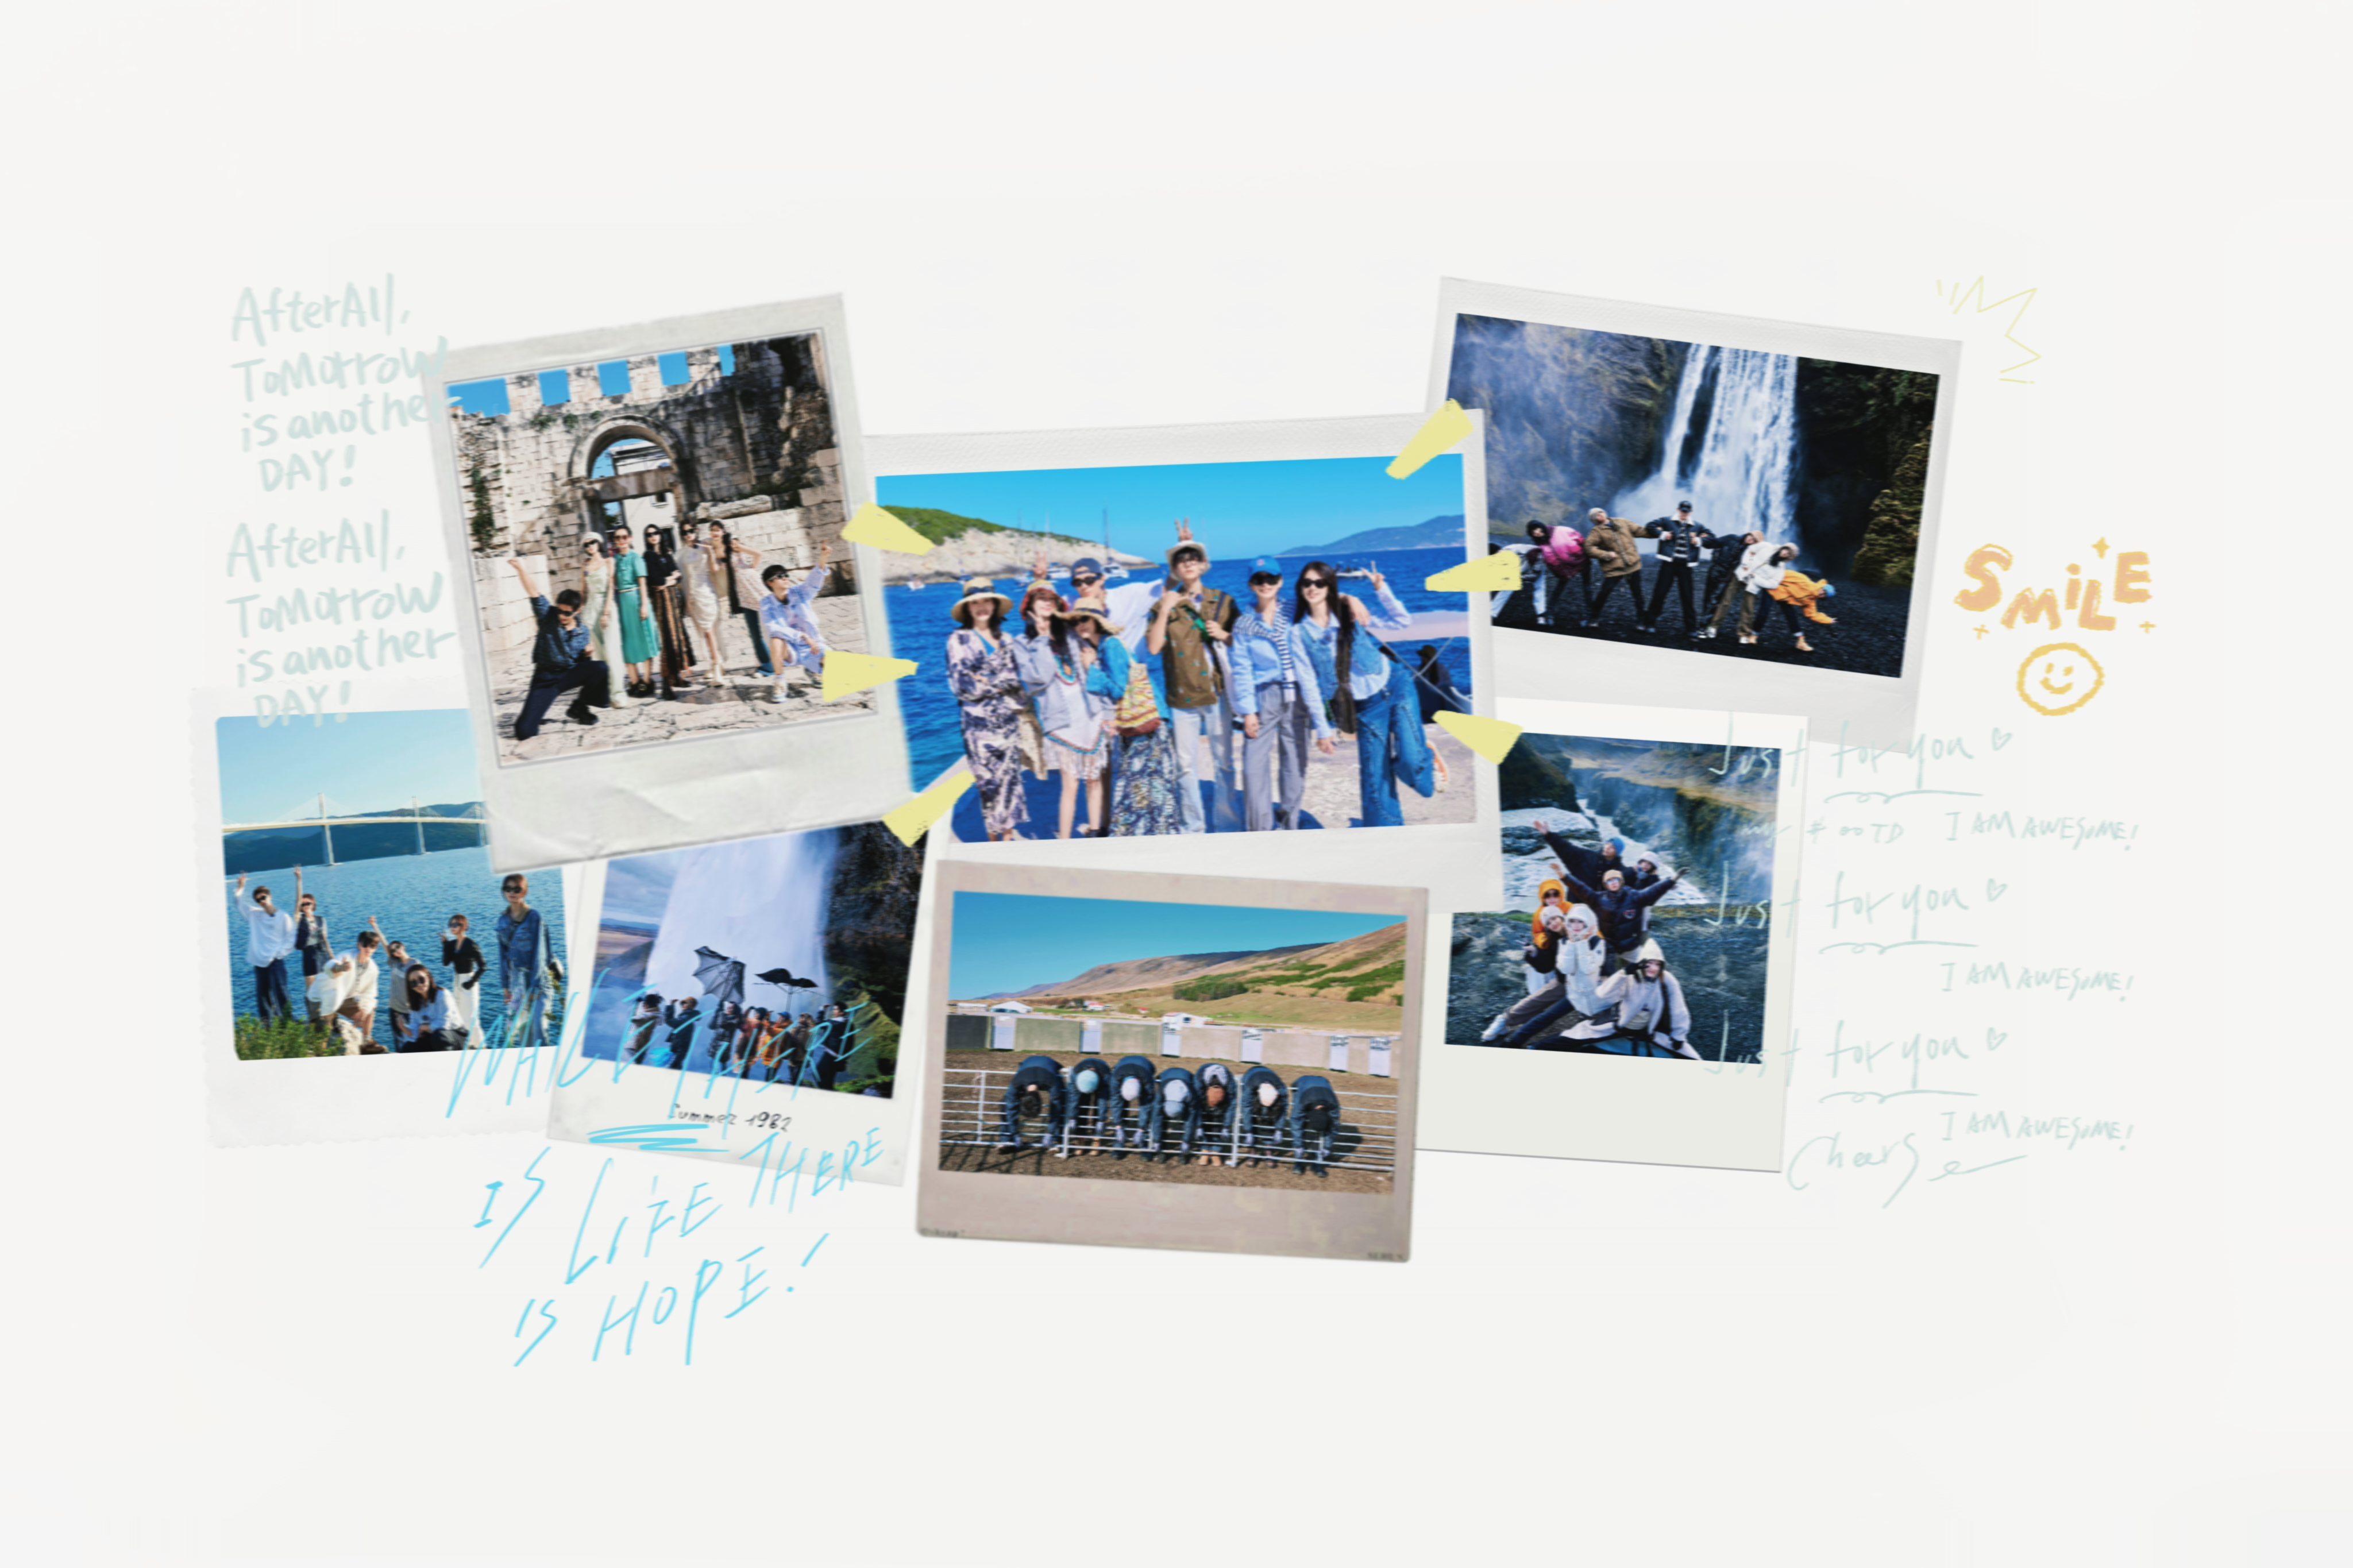 AfterAll,
ToMorrow
is another
DAY!
AfterAll,
ToMorrow
is another
DAY!
SMiLE
Just for you
OOTD I AM AWESOME!
Just for you
I AM AWESOME!
Just for you
I AM AWESOME!
Cheers
WHILE THERE
IS LIFE THERE
IS HOPE!
Summer 1982